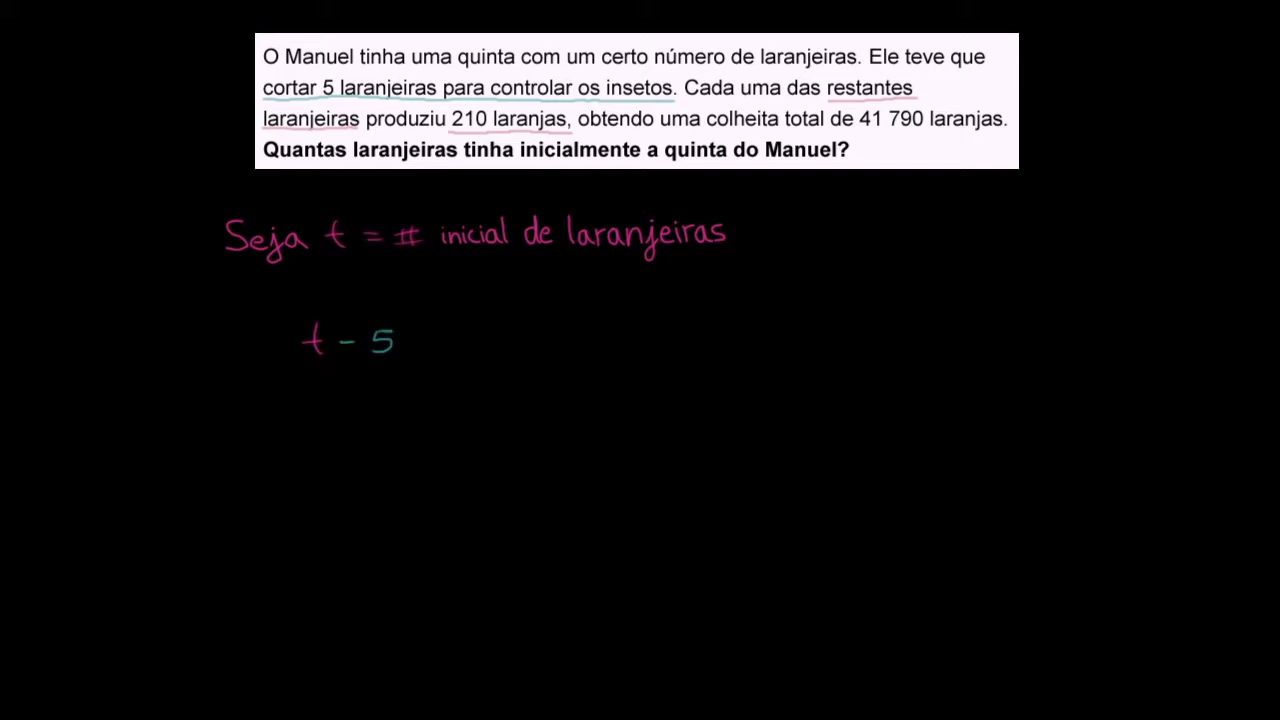 O Manuel tinha uma quinta com um certo número de laranjeiras. Ele teve que
cortar 5 laranjeiras para controlar os insetos. Cada uma das restantes
laranjeiras produziu 210 laranjas, obtendo uma colheita total de 41 790 laranjas.
Quantas laranjeiras tinha inicialmente a quinta do Manuel?
Seja t = # inicial de laranjeiras
t - 5